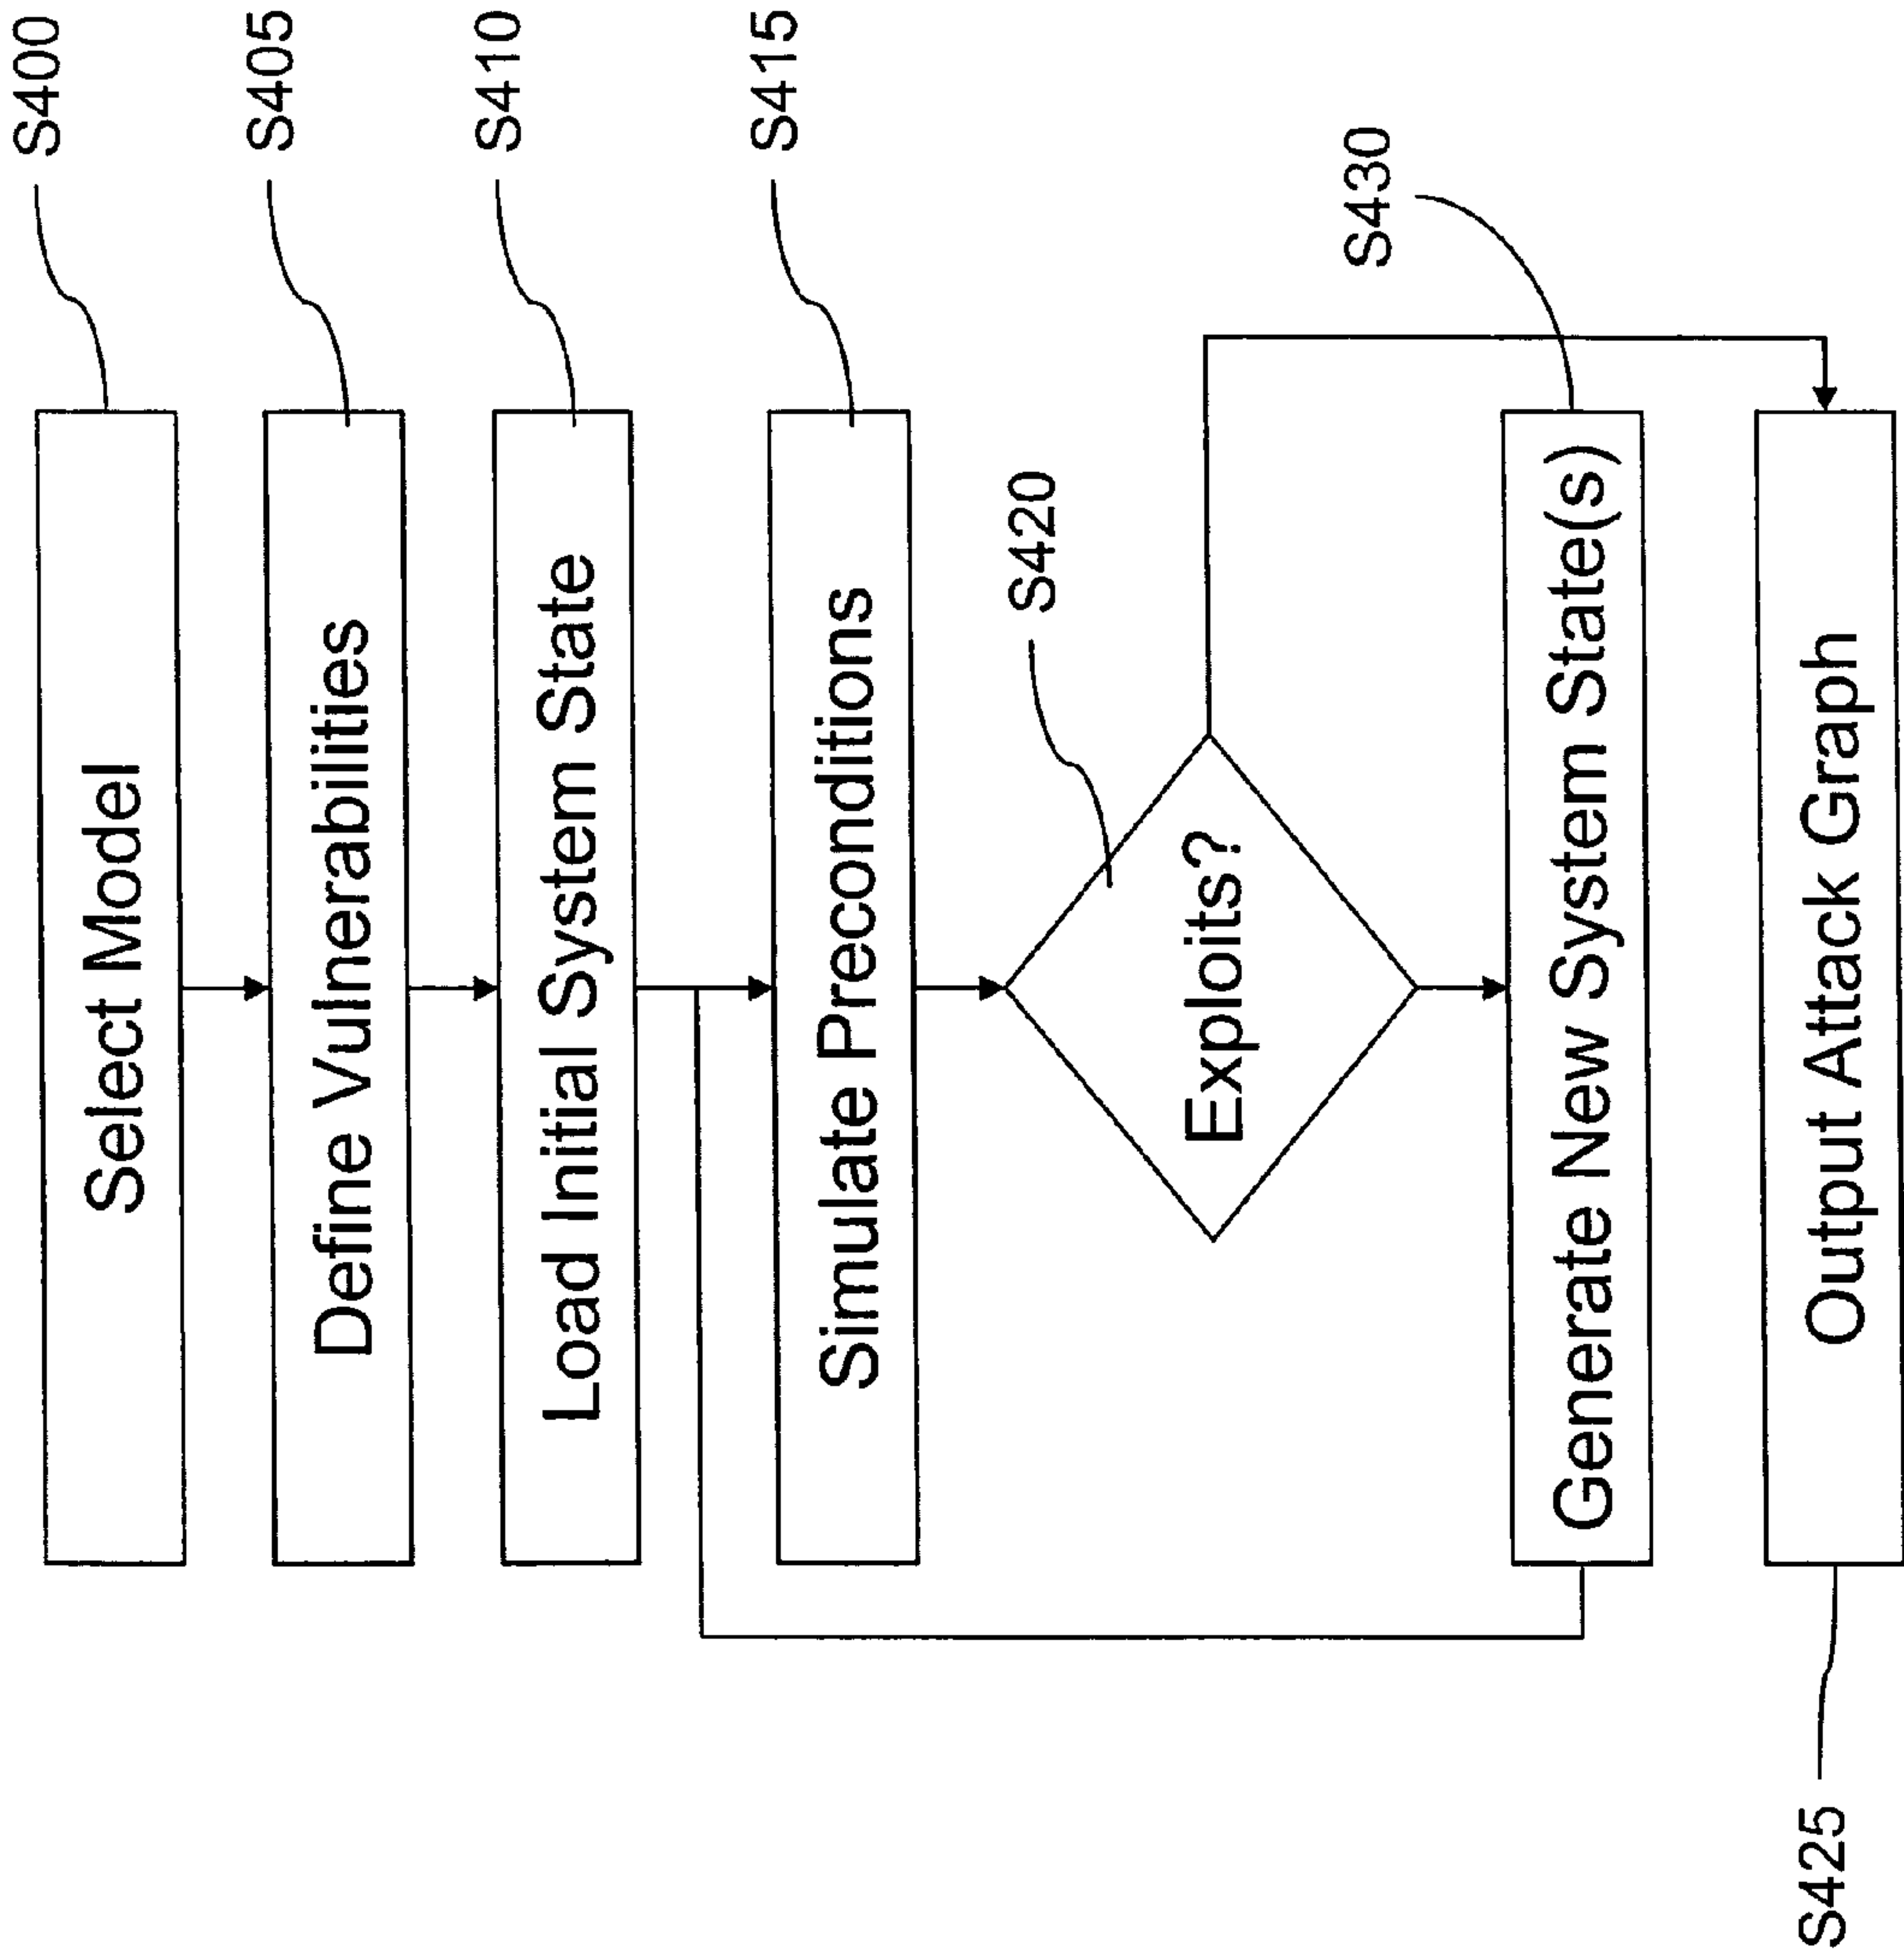 Select Model
S400
Define Vulnerabilities
S405
Load Initial System State
S410
Simulate Preconditions
S415
Exploits?
S420
Generate New System State(s)
S430
Output Attack Graph
S425